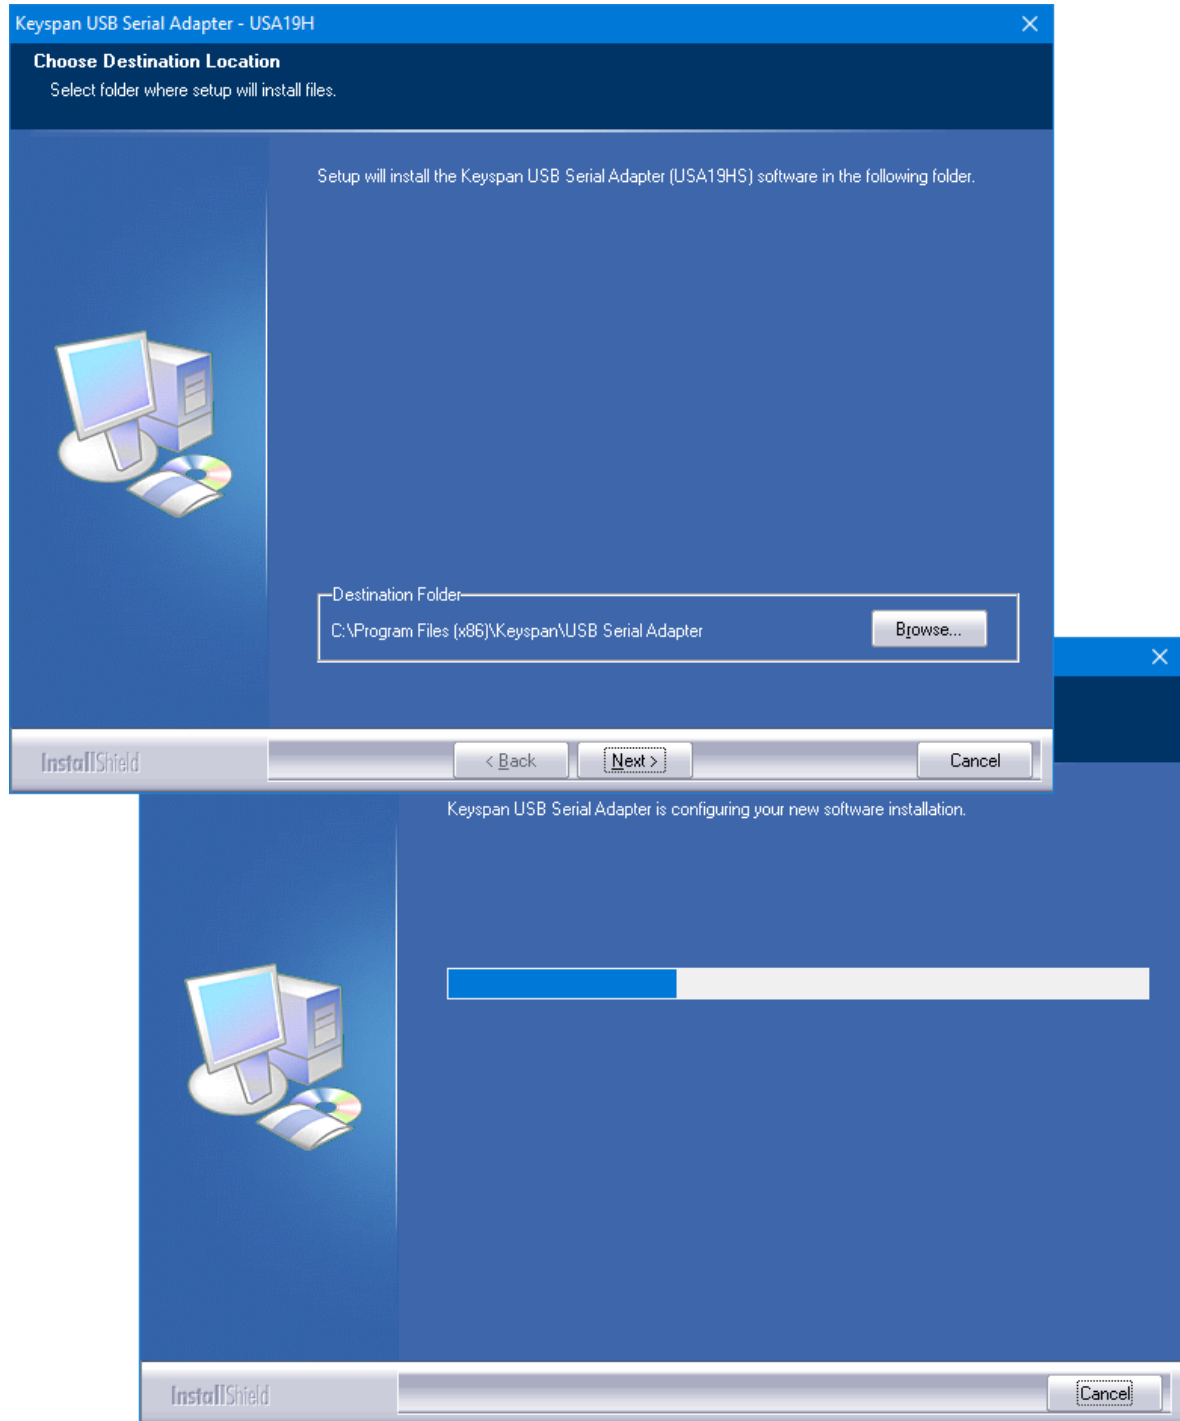 Keyspan USB Serial Adapter - USA19H
Choose Destination Location
Select folder where setup will install files.
Setup will install the Keyspan USB Serial Adapter (USA19HS) software in the following folder.
Destination Folder
C:\Program Files (x86)\Keyspan\USB Serial Adapter
Browse...
InstallShield
< Back
Next >
Cancel
Keyspan USB Serial Adapter is configuring your new software installation.
InstallShield
Cancel